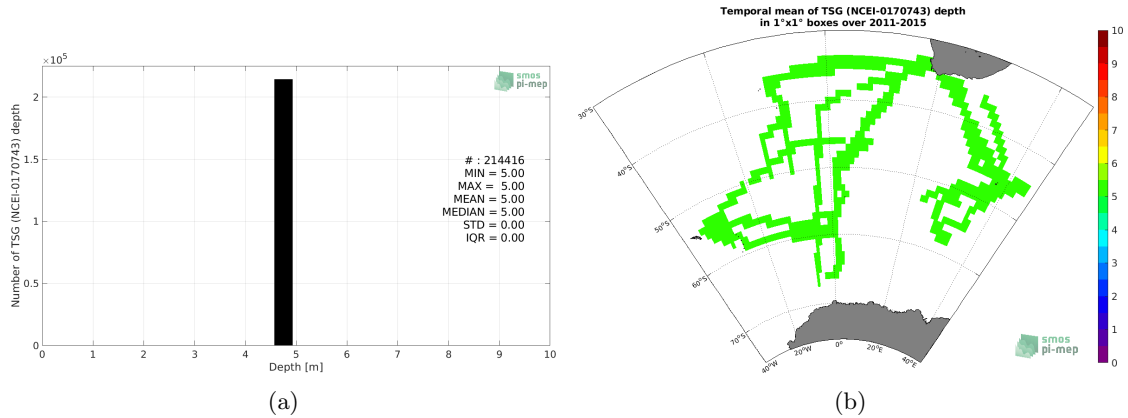 ×10⁵
2
1.5
1
0.5
0
Number of TSG (NCEI-0170743) depth
0 1 2 3 4 5 6 7 8 9 10
Depth [m]
smos
pi-mep
# : 214416
MIN = 5.00
MAX = 5.00
MEAN = 5.00
MEDIAN = 5.00
STD = 0.00
IQR = 0.00
(a)
Temporal mean of TSG (NCEI-0170743) depth
in 1°x1° boxes over 2011-2015
30°S
40°S
50°S
60°S
70°S
40°W
20°W
0°
20°E
40°E
10
9
8
7
6
5
4
3
2
1
0
smos
pi-mep
(b)